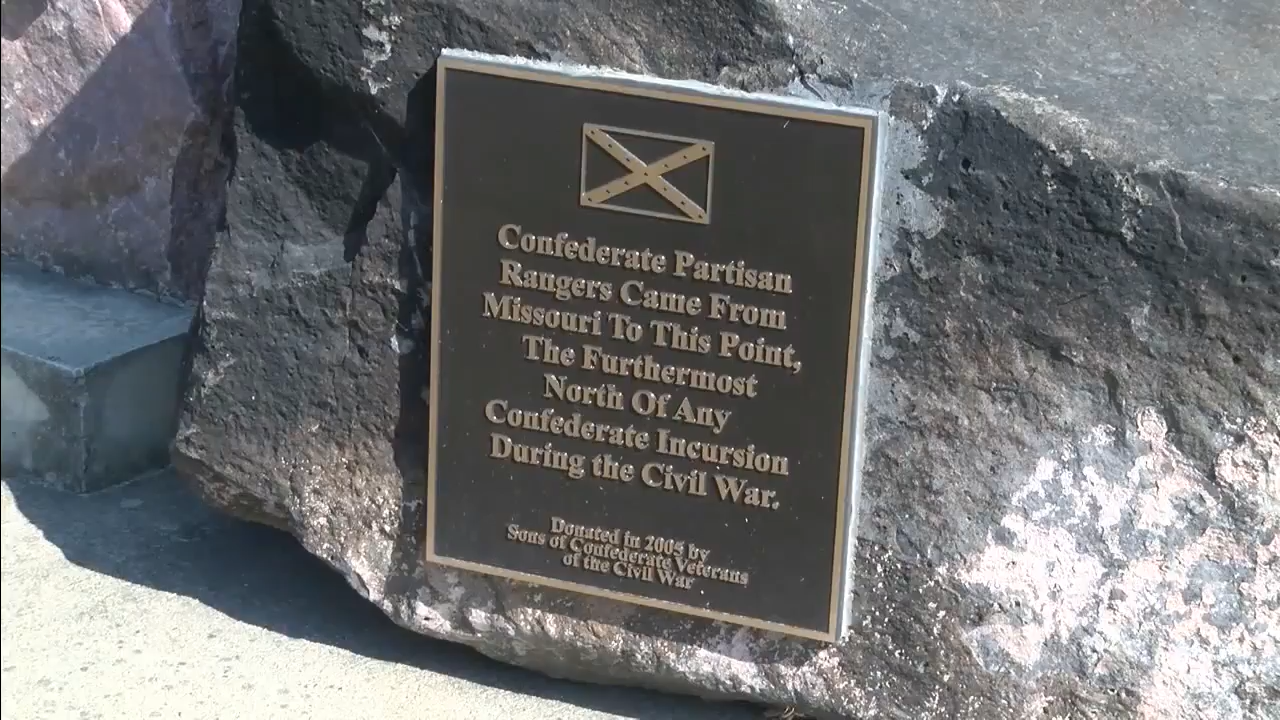 Confederate Partisan
Rangers Came From
Missouri To This Point,
The Furthermost
North Of Any
Confederate Incursion
During the Civil War.
Donated in 2005 by
Sons of Confederate Veterans
of the Civil War